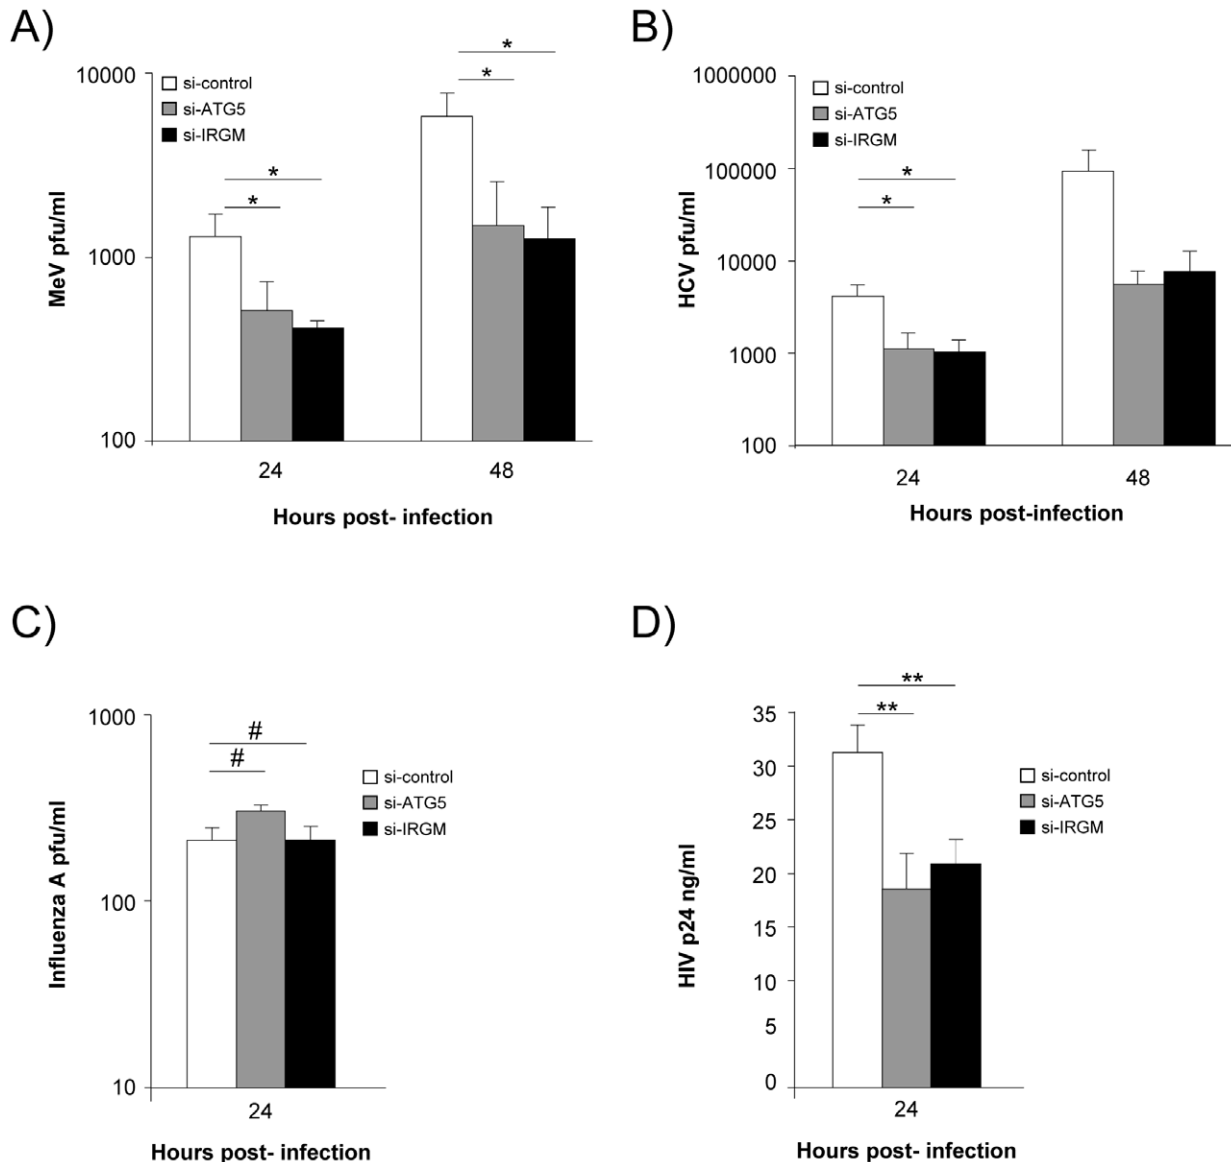 A)
MeV pfu/ml
10000
1000
100
si-control
si-ATG5
si-IRGM
*
*
*
*
24
48
Hours post- infection
B)
HCV pfu/ml
1000000
100000
10000
1000
100
si-control
si-ATG5
si-IRGM
*
*
24
48
Hours post-infection
C)
Influenza A pfu/ml
1000
100
10
#
#
si-control
si-ATG5
si-IRGM
24
Hours post- infection
D)
HIV p24 ng/ml
35
30
25
20
15
10
5
0
**
**
si-control
si-ATG5
si-IRGM
24
Hours post-infection